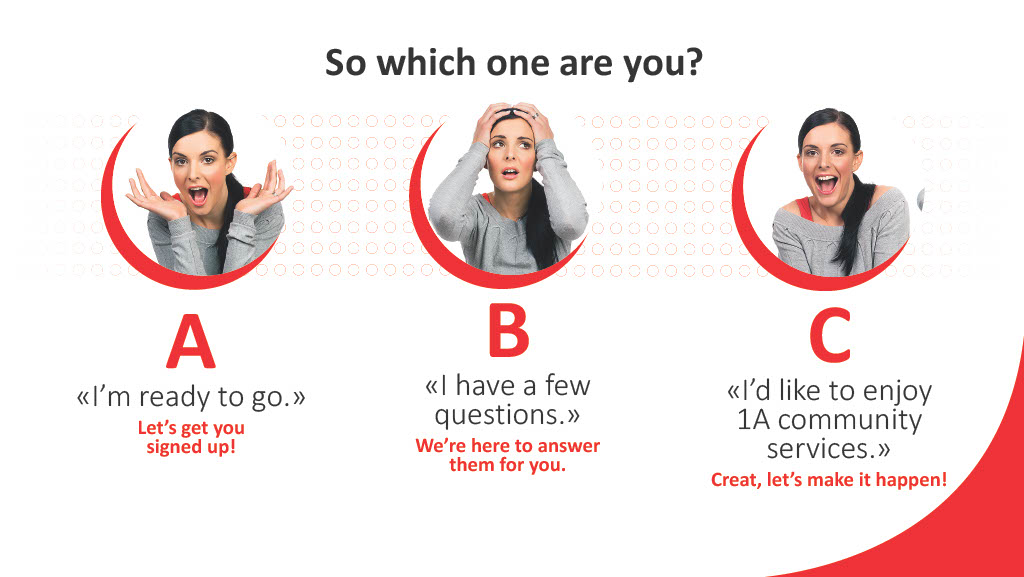 So which one are you?
A
«I'm ready to go.»
Let's get you
signed up!
B
«I have a few
questions.»
We're here to answer
them for you.
C
«I'd like to enjoy
1A community
services.»
Creat, let's make it happen!